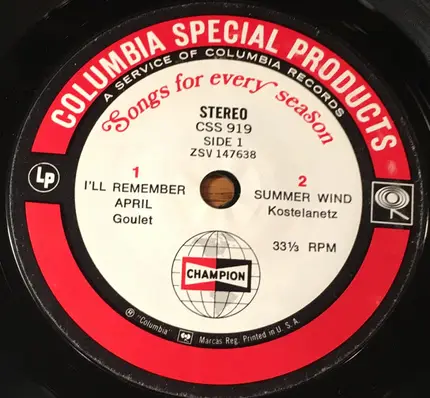 COLUMBIA SPECIAL PRODUCTS
A SERVICE OF COLUMBIA RECORDS
Songs for every season
STEREO
CSS 919
SIDE 1
ZSV 147638
Lp
1
I'LL REMEMBER
APRIL
Goulet
2
SUMMER WIND
Kostelanetz
33⅓ RPM
CHAMPION
® "Columbia" Marcas Reg. Printed in U. S. A.